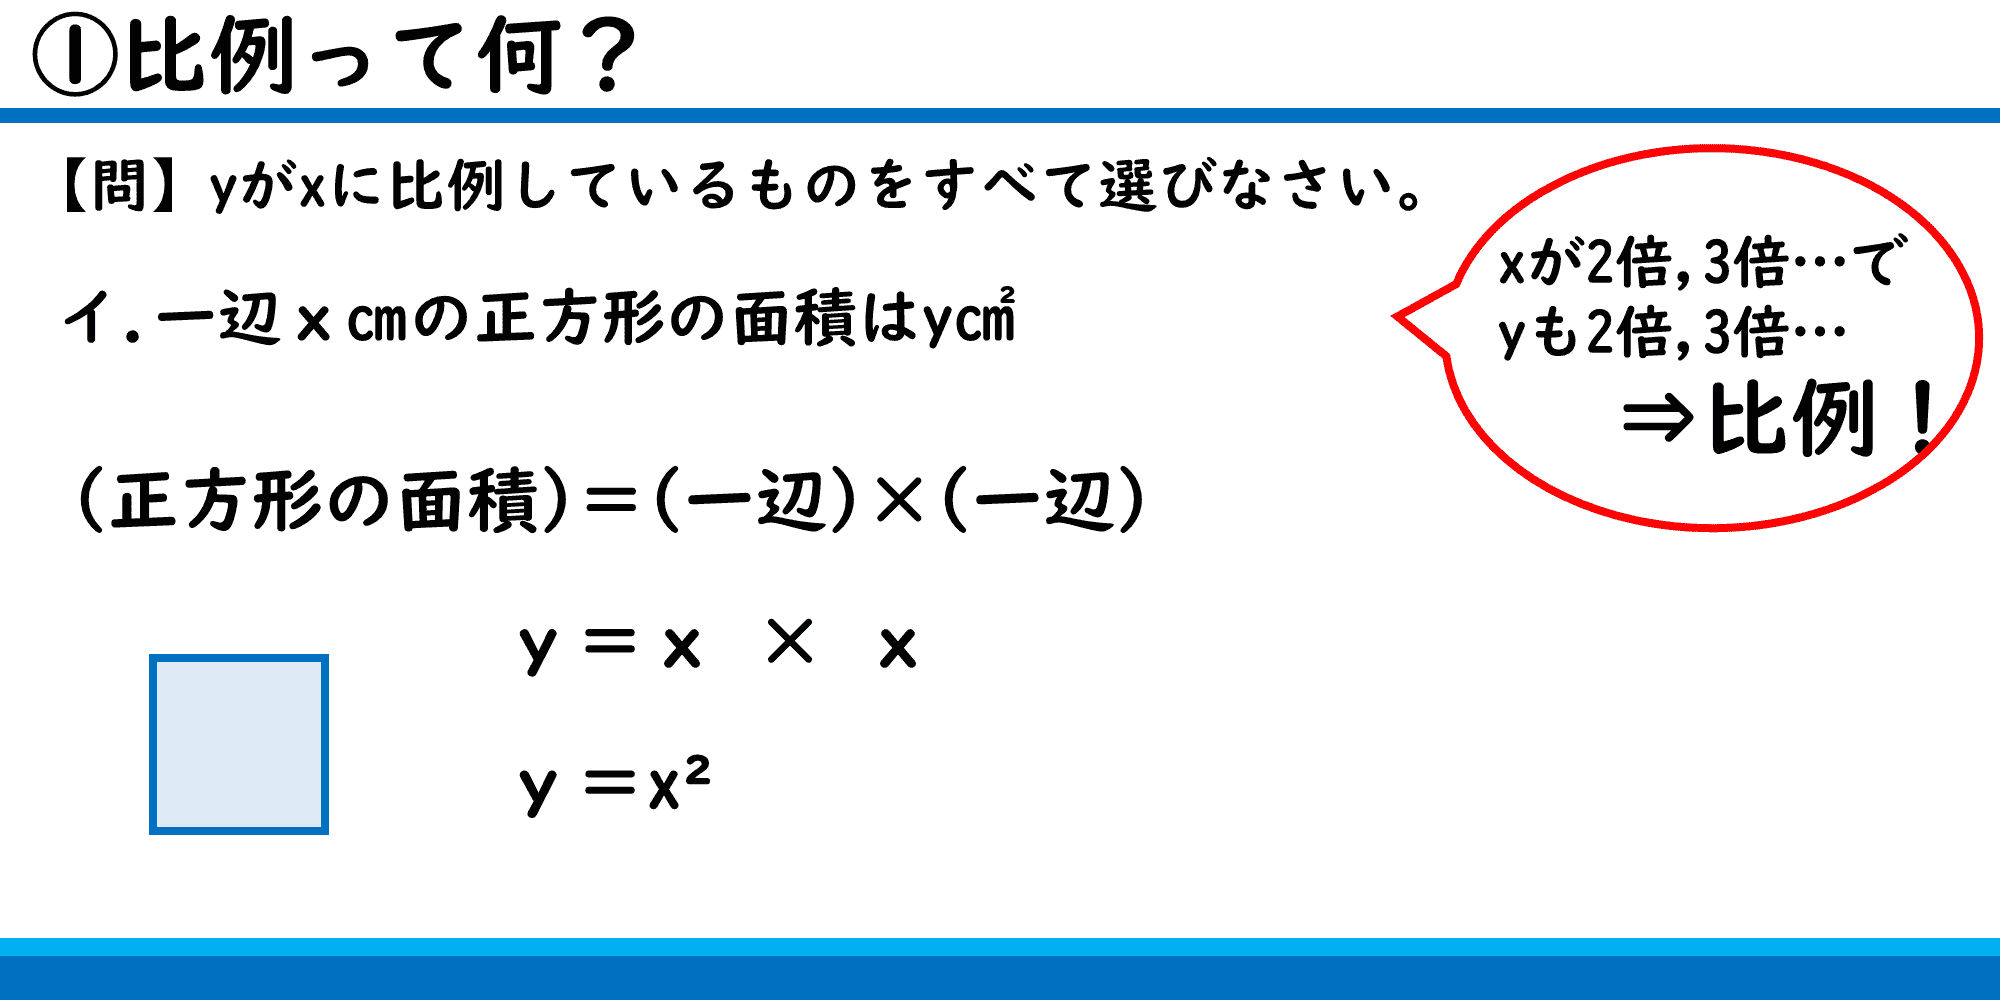 ①比例って何？
【問】yがxに比例しているものをすべて選びなさい。
イ．一辺ｘ㎝の正方形の面積はy㎠
xが2倍,3倍…で
yも2倍,3倍…
⇒比例！
(正方形の面積)＝(一辺)×(一辺)
y＝x × x
y＝x²